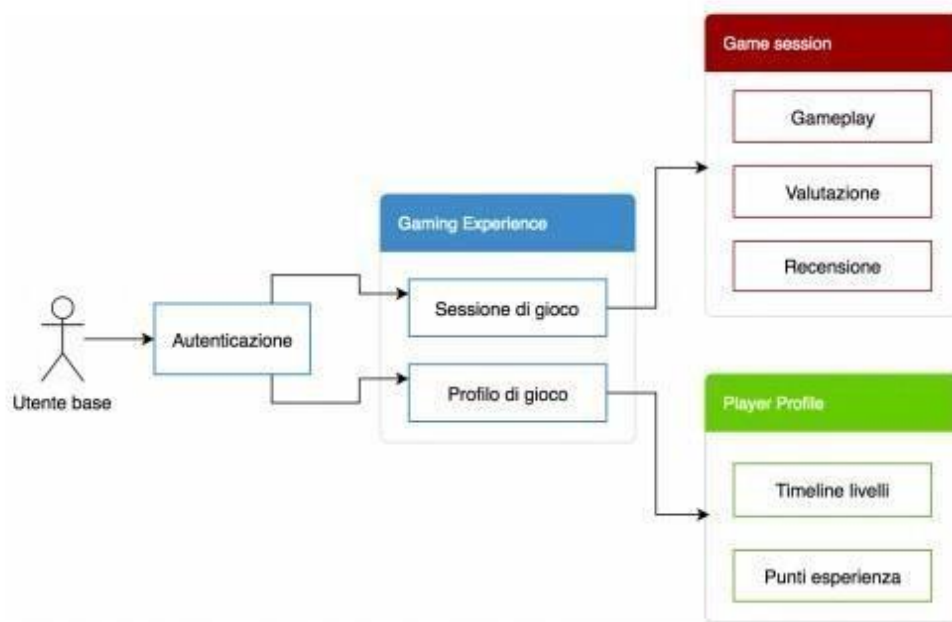 Game session
Gameplay
Valutazione
Recensione
Gaming Experience
Sessione di gioco
Profilo di gioco
Autenticazione
Utente base
Player Profile
Timeline livelli
Punti esperienza